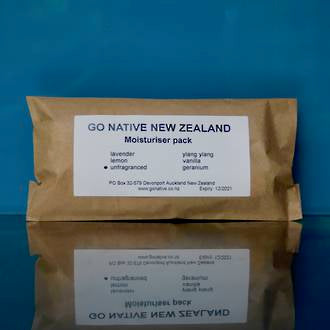 GO NATIVE NEW ZEALAND
Moisturiser pack
lavender ylang ylang
lemon vanilla
● unfragranced geranium
PO Box 32-579 Devonport Auckland New Zealand
www.gonative.co.nz Expiry: 12/2021